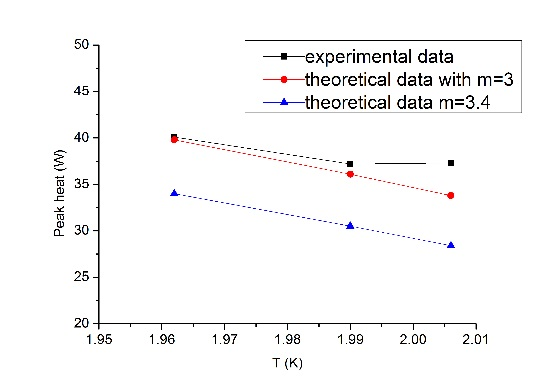 experimental data
theoretical data with m=3
theoretical data m=3.4
50
45
40
35
30
25
20
Peak heat (W)
1.95 1.96 1.97 1.98 1.99 2.00 2.01
T (K)